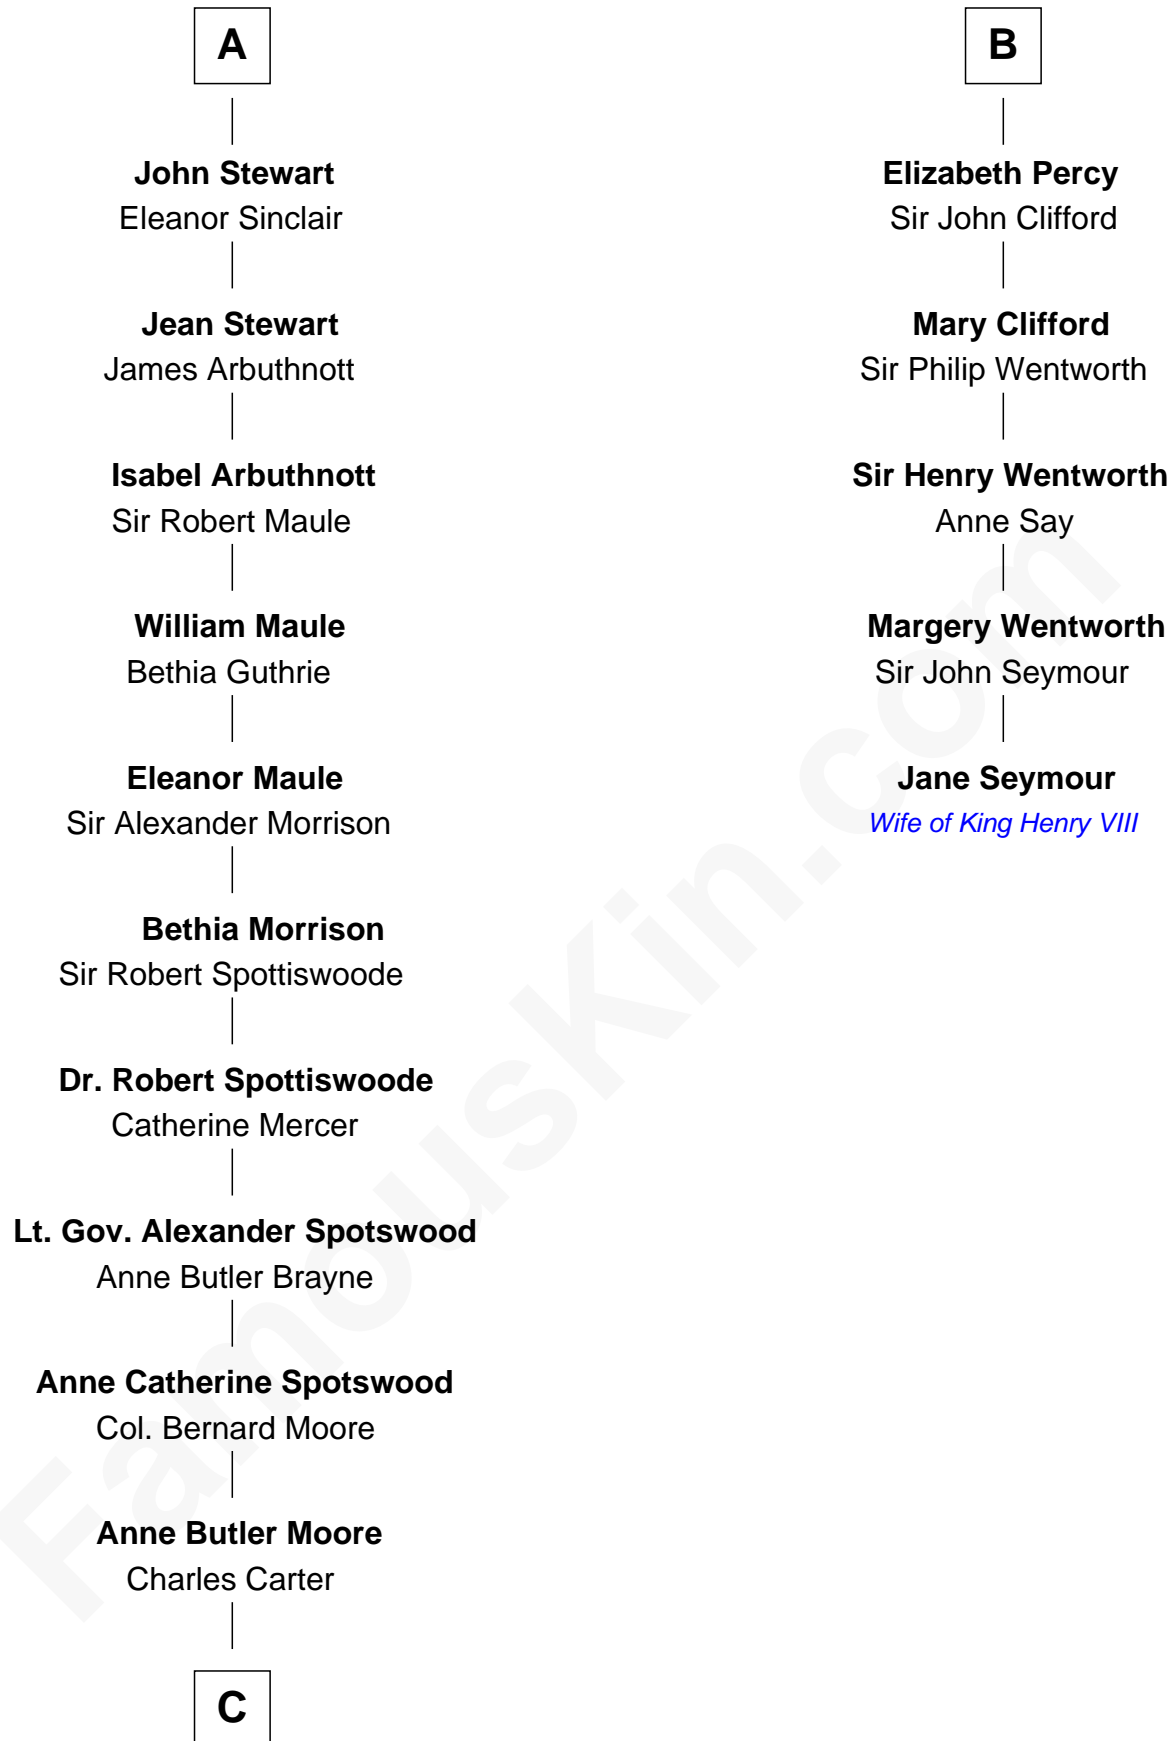 A
John Stewart
Eleanor Sinclair
Jean Stewart
James Arbuthnott
Isabel Arbuthnott
Sir Robert Maule
William Maule
Bethia Guthrie
Eleanor Maule
Sir Alexander Morrison
Bethia Morrison
Sir Robert Spottiswoode
Dr. Robert Spottiswoode
Catherine Mercer
Lt. Gov. Alexander Spotswood
Anne Butler Brayne
Anne Catherine Spotswood
Col. Bernard Moore
Anne Butler Moore
Charles Carter
C
B
Elizabeth Percy
Sir John Clifford
Mary Clifford
Sir Philip Wentworth
Sir Henry Wentworth
Anne Say
Margery Wentworth
Sir John Seymour
Jane Seymour
Wife of King Henry VIII
FamousKin.com